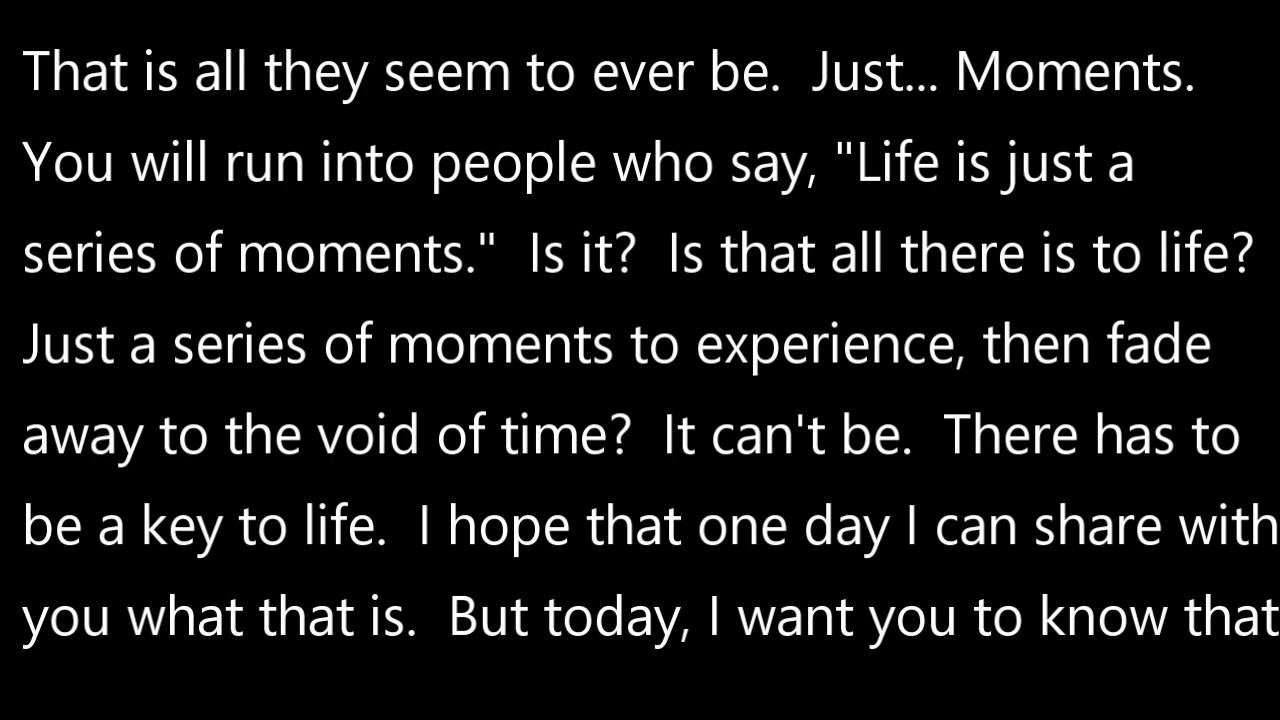 That is all they seem to ever be.  Just... Moments.
You will run into people who say, "Life is just a
series of moments."  Is it?  Is that all there is to life?
Just a series of moments to experience, then fade
away to the void of time?  It can't be.  There has to
be a key to life.  I hope that one day I can share with
you what that is.  But today, I want you to know that